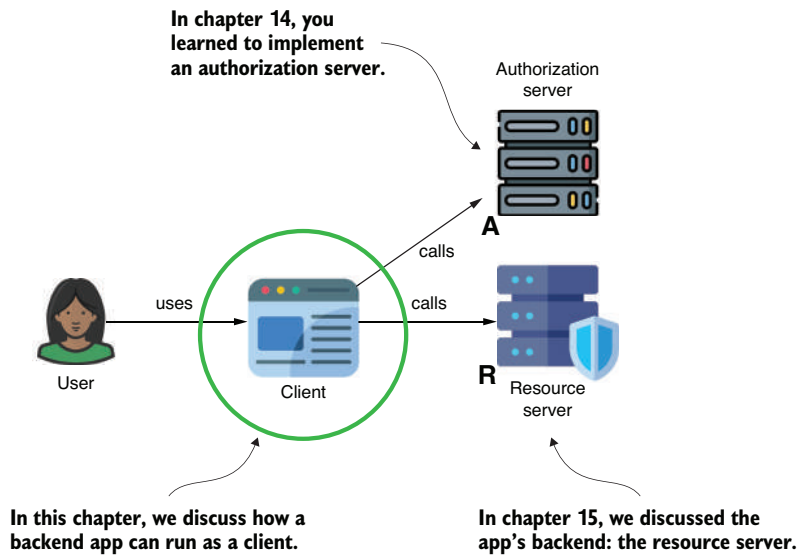 In chapter 14, you
learned to implement
an authorization server.
Authorization
server
A
calls
uses
calls
User
Client
R
Resource
server
In this chapter, we discuss how a
backend app can run as a client.
In chapter 15, we discussed the
app's backend: the resource server.